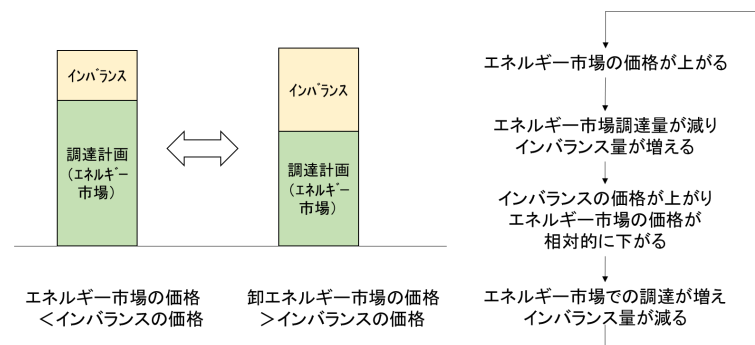 インバランス
調達計画
(エネルギー
市場)
エネルギー市場の価格
＜インバランスの価格
インバランス
調達計画
(エネルギー
市場)
卸エネルギー市場の価格
＞インバランスの価格
エネルギー市場の価格が上がる
エネルギー市場調達量が減り
インバランス量が増える
インバランスの価格が上がり
エネルギー市場の価格が
相対的に下がる
エネルギー市場での調達が増え
インバランス量が減る